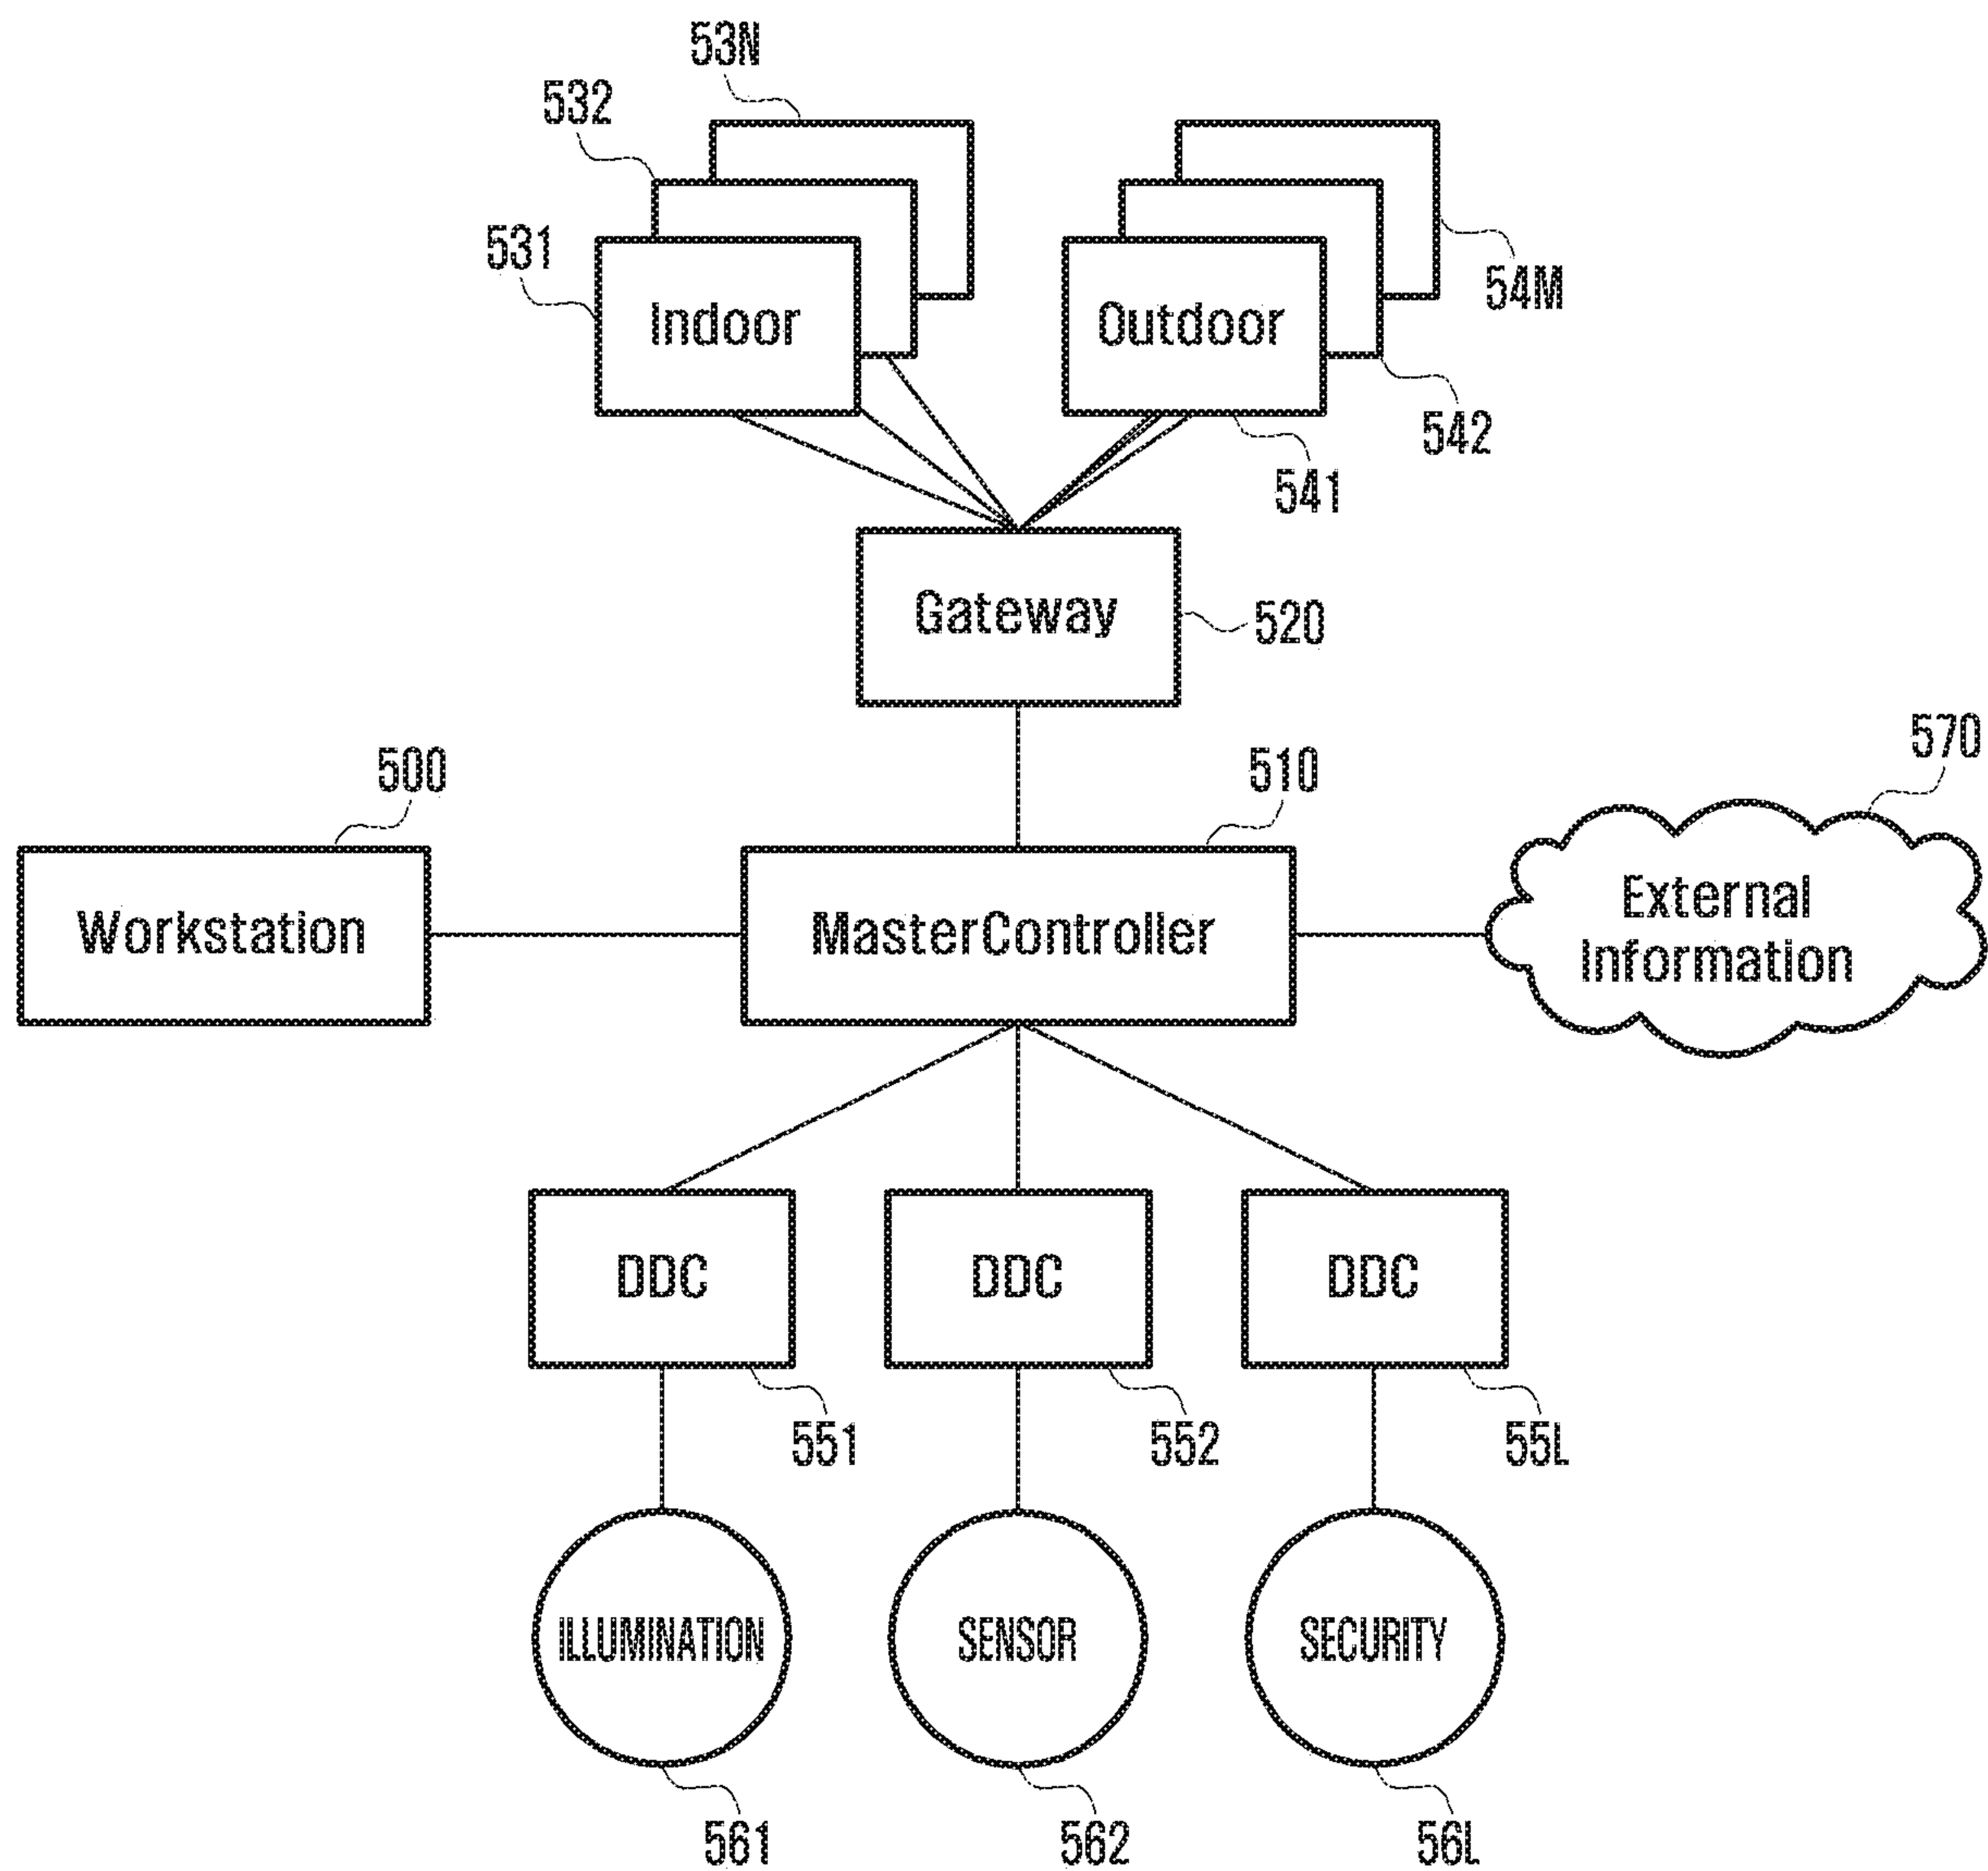 53N
532
531
Indoor
Outdoor
54M
542
541
Gateway
520
500
510
570
Workstation
MasterController
External
Information
DDC
DDC
DDC
551
552
55L
ILLUMINATION
SENSOR
SECURITY
561
562
56L